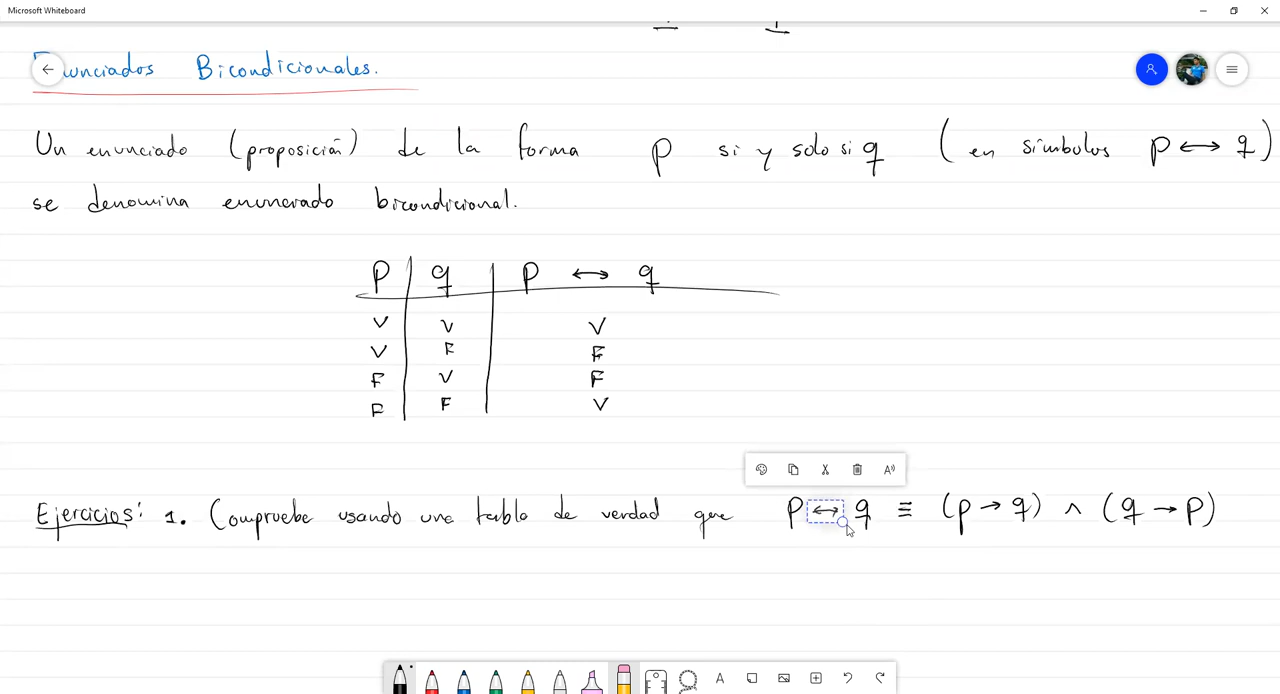 Microsoft Whiteboard
Enunciados Bicondicionales.
Un enunciado (proposición) de la forma p si y solo si q (en símbolos p ↔ q)
se denomina enunciado bicondicional.
p q p ↔ q
V V V
V F F
F V F
F F V
Ejercicios: 1. Compruebe usando una tabla de verdad que p ↔ q ≡ (p → q) ∧ (q → p)